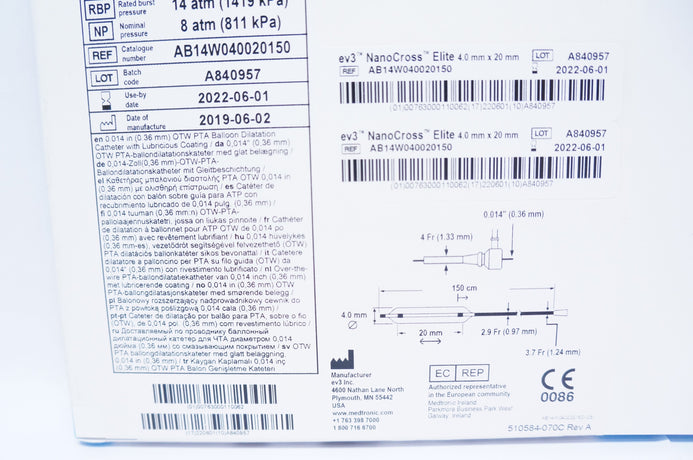 RBP Rated burst pressure 14 atm (1419 kPa)
NP Nominal pressure 8 atm (811 kPa)
REF Catalogue number AB14W040020150
LOT Batch code A840957
Use-by date 2022-06-01
Date of manufacture 2019-06-02
en 0.014 in (0.36 mm) OTW PTA Balloon Dilatation
Catheter with Lubricious Coating / da 0,014" (0,36 mm)
OTW PTA-ballondilatationskateter med glat belægning /
de 0,014-Zoll(0,36 mm)-OTW-PTA-
Ballondilatationskatheter mit Gleitbeschichtung /
el Καθετήρας μπαλονιού διαστολής PTA OTW 0,014 in
(0,36 mm) με ολισθηρή επίστρωση / es Catéter de
dilatación con balón sobre guía para ATP con
recubrimiento lubricado de 0,014 pulg. (0,36 mm) /
fi 0,014 tuuman (0,36 mm) OTW-PTA-
pallolaajennuskatetri, jossa on liukas pinnoite / fr Cathéter
de dilatation à ballonnet pour ATP OTW de 0,014 po
(0,36 mm) avec revêtement lubrifiant / hu 0,014 hüvelykes
(0,36 mm-es), vezetődrót segítségével felvezethető (OTW)
PTA dilatációs ballonkatéter síkos bevonattal / it Catetere
dilatatore a palloncino per PTA su filo guida (OTW) da
0,014" (0,36 mm) con rivestimento lubrificato / nl Over-the-
wire PTA-ballondilatatiekatheter van 0,014 inch (0,36 mm)
met lubricerende coating / no 0,014 in (0,36 mm) OTW
PTA-ballongdilatasjonskateter med smørende belegg /
pl Balonowy rozszerzający nadprowadnikowy cewnik do
PTA z powłoką poślizgową 0,014 cala (0,36 mm) /
pt-pt Cateter de dilatação por balão para PTA, sobre o fio
(OTW), de 0,014 pol. (0,36 mm) com revestimento lúbrico /
ru Доставляемый по проводнику баллонный
дилатационный катетер для ЧТА диаметром 0,014
дюйма (0,36 мм) со смазывающим покрытием / sv OTW
PTA ballongdilatationskateter med glatt beläggning,
0,014 in (0,36 mm) / tr Kaygan Kaplamalı 0,014 inç
(0,36 mm) OTW PTA Balon Genişletme Kateteri
(01)00763000110062
(17)220601(10)A840957
ev3™ NanoCross™ Elite 4.0 mm x 20 mm LOT A840957
REF AB14W040020150 2022-06-01
(01)00763000110062(17)220601(10)A840957
ev3™ NanoCross™ Elite 4.0 mm x 20 mm LOT A840957
REF AB14W040020150 2022-06-01
(01)00763000110062(17)220601(10)A840957
0.014" (0.36 mm)
4 Fr (1.33 mm)
150 cm
4.0 mm
20 mm
2.9 Fr (0.97 mm)
3.7 Fr (1.24 mm)
Manufacturer
ev3 Inc.
4600 Nathan Lane North
Plymouth, MN 55442
USA
www.medtronic.com
+1 763 398 7000
1 800 716 6700
EC REP
Authorized representative
in the European community
Medtronic Ireland
Parkmore Business Park West
Galway, Ireland
CE
0086
510584-070C Rev A